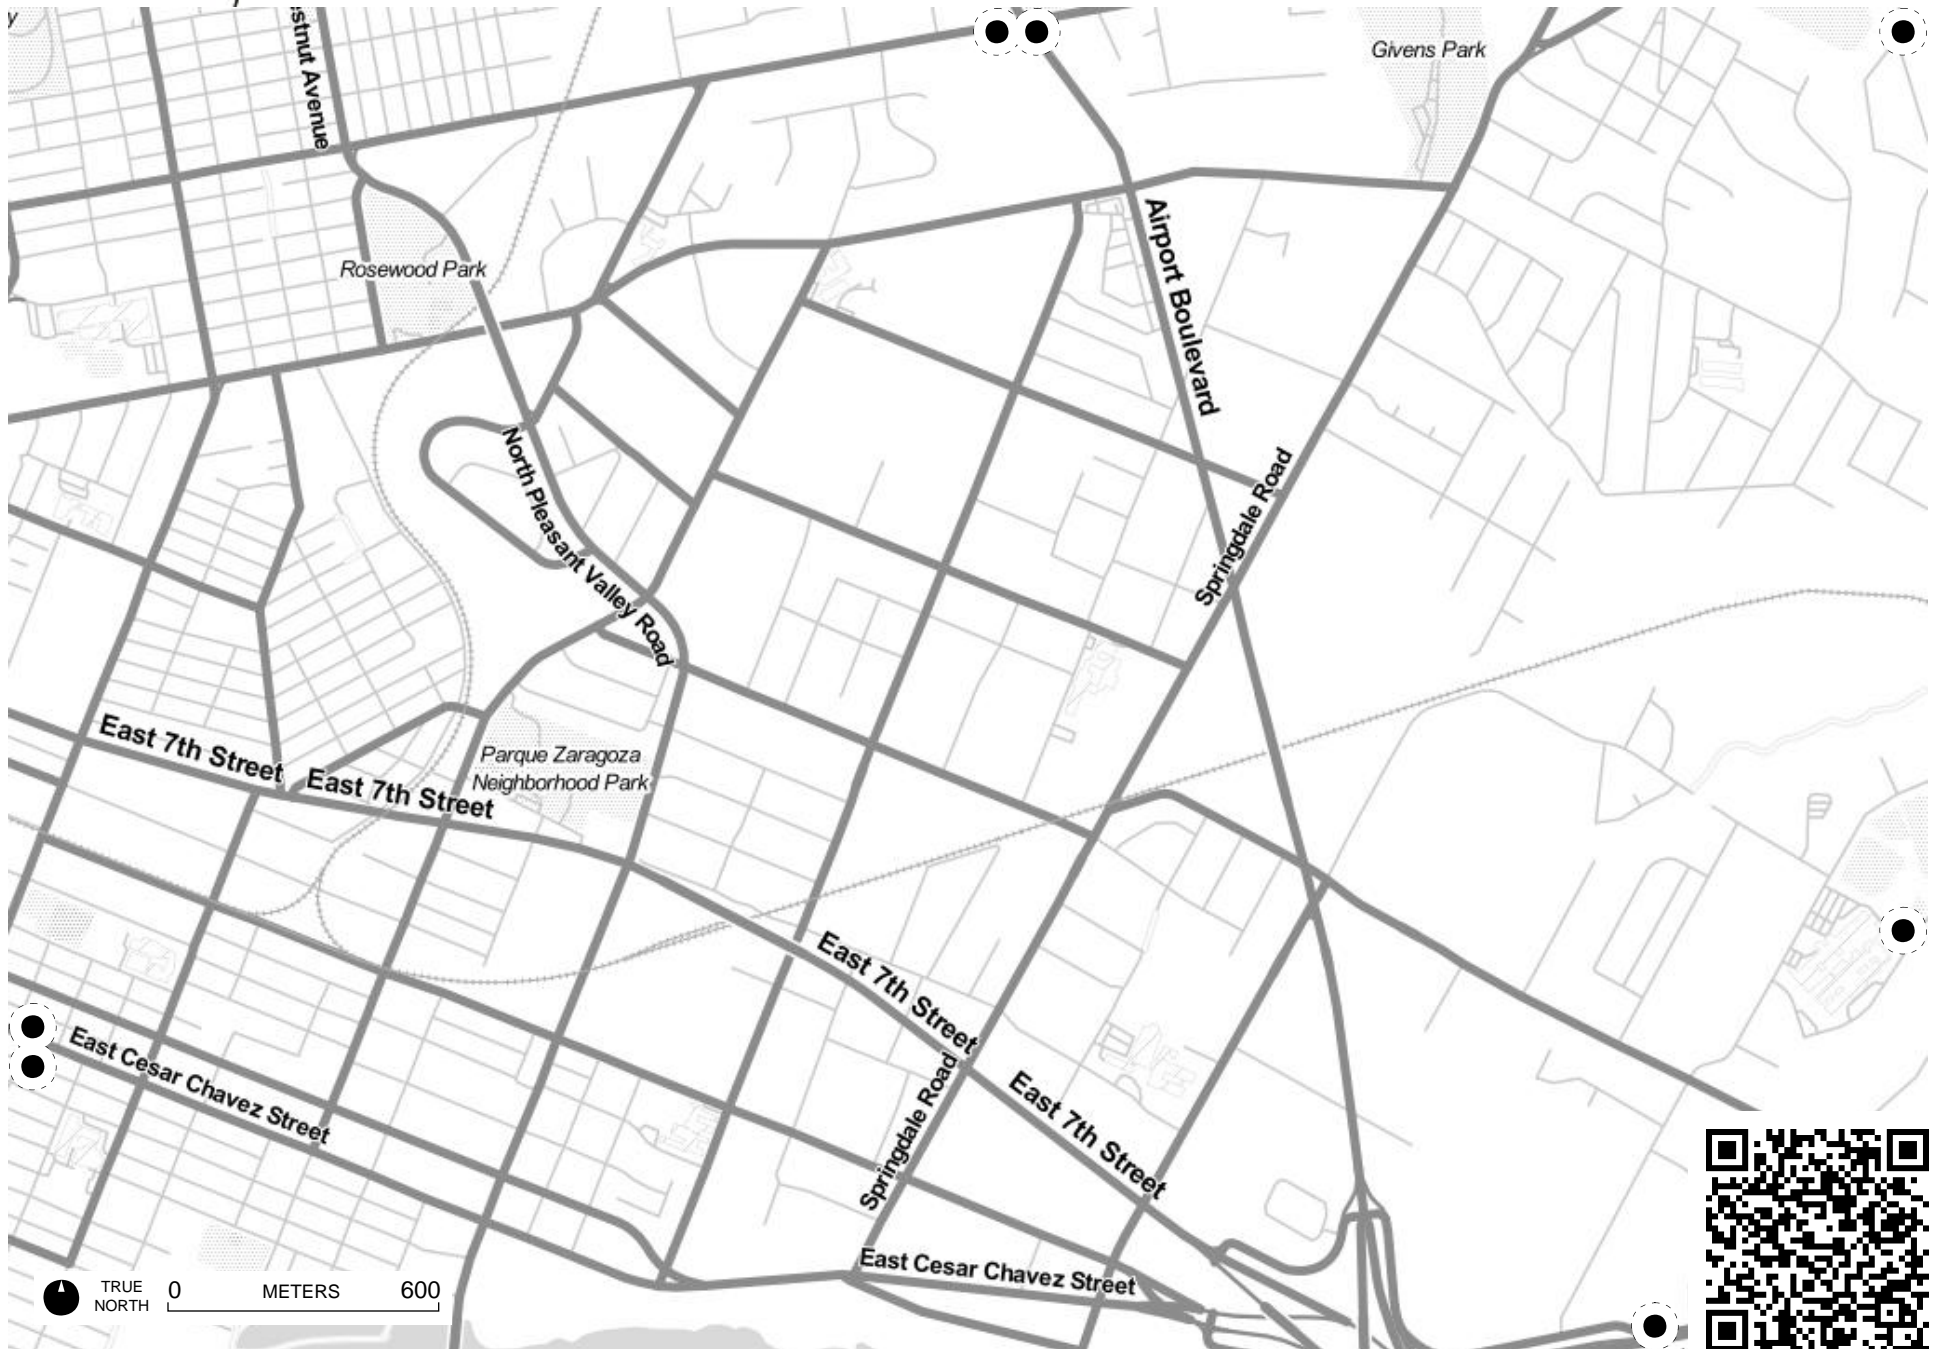 estnut Avenue
Givens Park
Rosewood Park
Airport Boulevard
North Pleasant Valley Road
Springdale Road
East 7th Street
East 7th Street
Parque Zaragoza
Neighborhood Park
East 7th Street
East Cesar Chavez Street
Springdale Road
East 7th Street
East Cesar Chavez Street
TRUE
NORTH
0 METERS 600